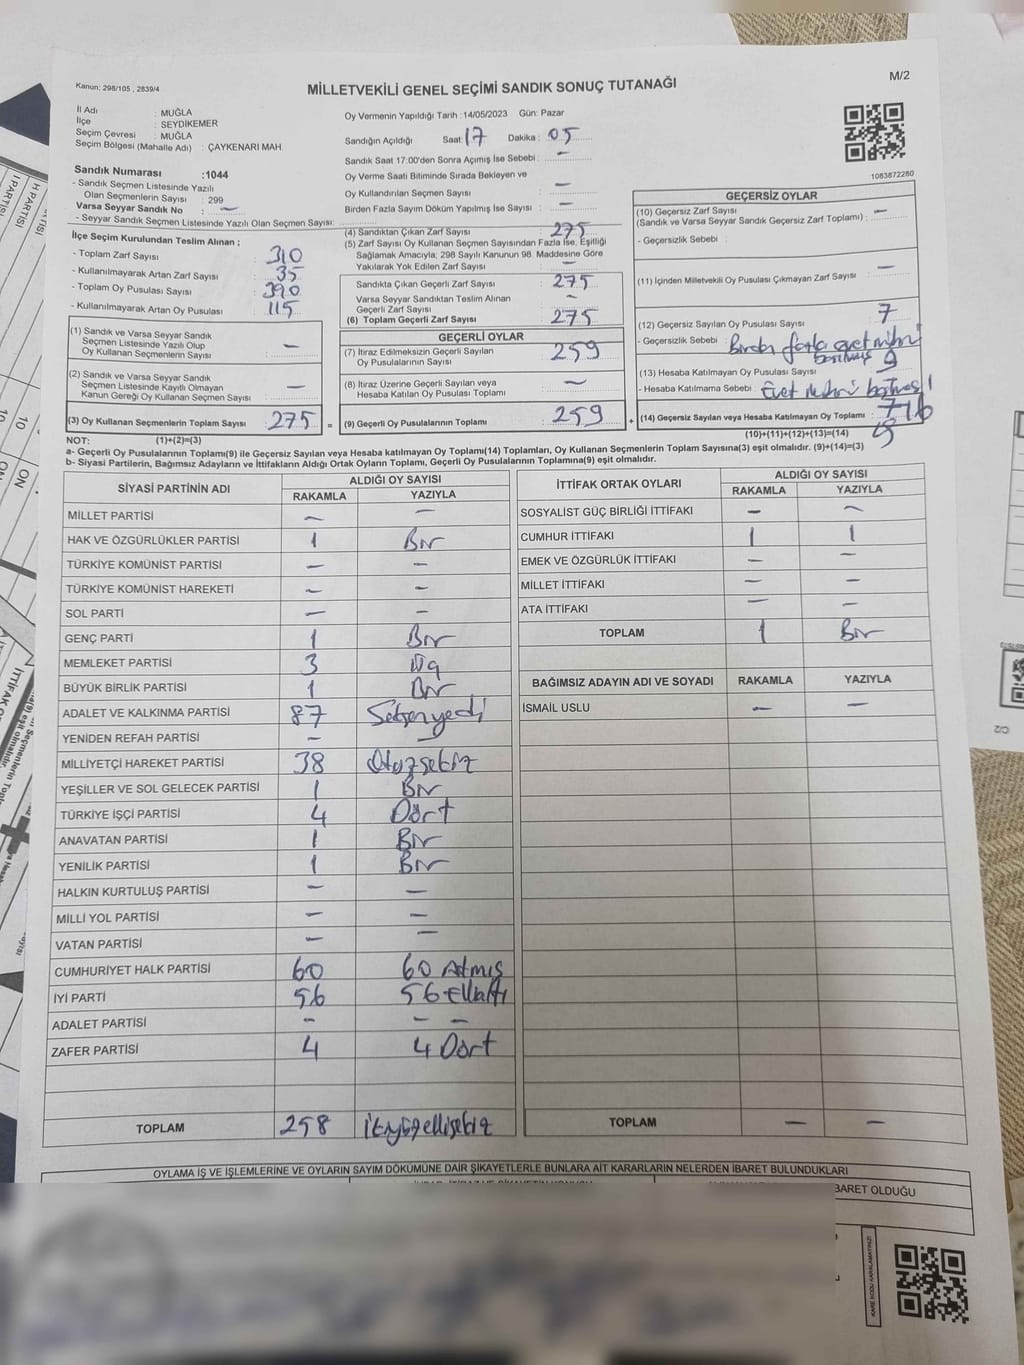 Kanun: 298/105 , 2839/4
MİLLETVEKİLİ GENEL SEÇİMİ SANDIK SONUÇ TUTANAĞI
M/2
İl Adı : MUĞLA
İlçe : SEYDİKEMER
Seçim Çevresi : MUĞLA
Seçim Bölgesi (Mahalle Adı) : ÇAYKENARI MAH.
Sandık Numarası :1044
- Sandık Seçmen Listesinde Yazılı
Olan Seçmenlerin Sayısı : 299
Varsa Seyyar Sandık No : —
- Seyyar Sandık Seçmen Listesinde Yazılı Olan Seçmen Sayısı:
İlçe Seçim Kurulundan Teslim Alınan ;
- Toplam Zarf Sayısı : 310
- Kullanılmayarak Artan Zarf Sayısı : 35
- Toplam Oy Pusulası Sayısı : 390
- Kullanılmayarak Artan Oy Pusulası : 115
(1) Sandık ve Varsa Seyyar Sandık
Seçmen Listesinde Yazılı Olup
Oy Kullanan Seçmenlerin Sayısı : —
(2) Sandık ve Varsa Seyyar Sandık
Seçmen Listesinde Kayıtlı Olmayan
Kanun Gereği Oy Kullanan Seçmen Sayısı : —
(3) Oy Kullanan Seçmenlerin Toplam Sayısı : 275
Oy Vermenin Yapıldığı Tarih : 14/05/2023 Gün: Pazar
Sandığın Açıldığı Saat: 17 Dakika : 05
Sandık Saat 17:00'den Sonra Açımış İse Sebebi : —
Oy Verme Saati Bitiminde Sırada Bekleyen ve
Oy Kullandırılan Seçmen Sayısı : —
Birden Fazla Sayım Döküm Yapılmış İse Sayısı : —
(4) Sandıktan Çıkan Zarf Sayısı : 275
(5) Zarf Sayısı Oy Kullanan Seçmen Sayısından Fazla İse, Eşitliği
Sağlamak Amacıyla; 298 Sayılı Kanunun 98. Maddesine Göre
Yakılarak Yok Edilen Zarf Sayısı : —
Sandıkta Çıkan Geçerli Zarf Sayısı : 275
Varsa Seyyar Sandıktan Teslim Alınan
Geçerli Zarf Sayısı : —
(6) Toplam Geçerli Zarf Sayısı : 275
GEÇERLİ OYLAR
(7) İtiraz Edilmeksizin Geçerli Sayılan
Oy Pusulalarının Sayısı : 259
(8) İtiraz Üzerine Geçerli Sayılan veya
Hesaba Katılan Oy Pusulası Toplamı : —
= (9) Geçerli Oy Pusulalarının Toplamı : 259 +
1083872280
GEÇERSİZ OYLAR
(10) Geçersiz Zarf Sayısı
(Sandık ve Varsa Seyyar Sandık Geçersiz Zarf Toplamı) : —
- Geçersizlik Sebebi :
(11) İçinden Milletvekili Oy Pusulası Çıkmayan Zarf Sayısı : —
(12) Geçersiz Sayılan Oy Pusulası Sayısı : 7
- Geçersizlik Sebebi : Birden fazla evet mührü
basılmış
(13) Hesaba Katılmayan Oy Pusulası Sayısı : 9
- Hesaba Katılmama Sebebi : Evet mührü
(14) Geçersiz Sayılan veya Hesaba Katılmayan Oy Toplamı : 16
(10)+(11)+(12)+(13)=(14)
NOT: (1)+(2)=(3)
a- Geçerli Oy Pusulalarının Toplamı(9) ile Geçersiz Sayılan veya Hesaba katılmayan Oy Toplamı(14) Toplamları, Oy Kullanan Seçmenlerin Toplam Sayısına(3) eşit olmalıdır. (9)+(14)=(3)
b- Siyasi Partilerin, Bağımsız Adayların ve İttifakların Aldığı Ortak Oyların Toplamı, Geçerli Oy Pusulalarının Toplamına(9) eşit olmalıdır.
SİYASİ PARTİNİN ADI ALDIĞI OY SAYISI
RAKAMLA YAZIYLA
MİLLET PARTİSİ — —
HAK VE ÖZGÜRLÜKLER PARTİSİ 1 Bir
TÜRKİYE KOMÜNİST PARTİSİ — —
TÜRKİYE KOMÜNİST HAREKETİ — —
SOL PARTİ — —
GENÇ PARTİ 1 Bir
MEMLEKET PARTİSİ 3 Üç
BÜYÜK BİRLİK PARTİSİ 1 Bir
ADALET VE KALKINMA PARTİSİ 87 Seksenyedi
YENİDEN REFAH PARTİSİ — —
MİLLİYETÇİ HAREKET PARTİSİ 38 Otuzsekiz
YEŞİLLER VE SOL GELECEK PARTİSİ 1 Bir
TÜRKİYE İŞÇİ PARTİSİ 4 Dört
ANAVATAN PARTİSİ 1 Bir
YENİLİK PARTİSİ 1 Bir
HALKIN KURTULUŞ PARTİSİ — —
MİLLİ YOL PARTİSİ — —
VATAN PARTİSİ — —
CUMHURİYET HALK PARTİSİ 60 60 Atmış
İYİ PARTİ 56 56 Ellialtı
ADALET PARTİSİ — — —
ZAFER PARTİSİ 4 4 Dört
TOPLAM 258 İkiyüzellisekiz
İTTİFAK ORTAK OYLARI ALDIĞI OY SAYISI
RAKAMLA YAZIYLA
SOSYALİST GÜÇ BİRLİĞİ İTTİFAKI — —
CUMHUR İTTİFAKI 1 1
EMEK VE ÖZGÜRLÜK İTTİFAKI — —
MİLLET İTTİFAKI — —
ATA İTTİFAKI — —
TOPLAM 1 Bir
BAĞIMSIZ ADAYIN ADI VE SOYADI RAKAMLA YAZIYLA
İSMAİL USLU — —
TOPLAM — —
OYLAMA İŞ VE İŞLEMLERİNE VE OYLARIN SAYIM DÖKÜMÜNE DAİR ŞİKAYETLERLE BUNLARA AİT KARARLARIN NELERDEN İBARET BULUNDUKLARI
BARET OLDUĞU